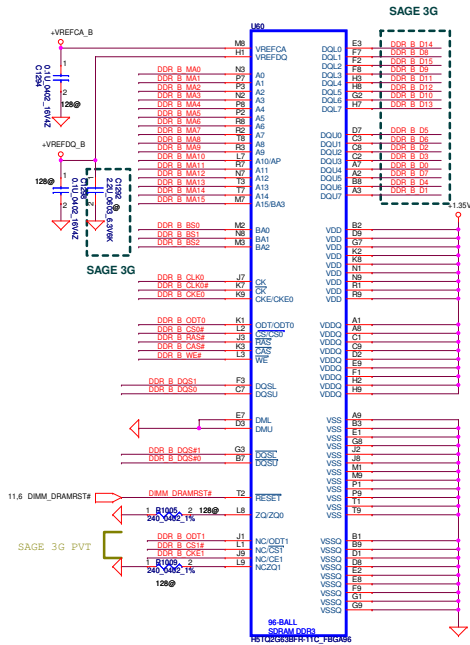 SAGE 3G
+VREFCA_B
U60
M8 VREFCA
H1 VREFDQ
DQL0 E3 DDR_B_D14
DQL1 F7 DDR_B_D8
DQL2 F2 DDR_B_D15
DQL3 F8 DDR_B_D9
DQL4 H3 DDR_B_D11
DQL5 H8 DDR_B_D12
DQL6 G2 DDR_B_D10
DQL7 H7 DDR_B_D13
C1294
0.1U_0402_16V4Z
1
2
128@
DDR_B_MA0 N3 A0
DDR_B_MA1 P7 A1
DDR_B_MA2 P3 A2
DDR_B_MA3 N2 A3
DDR_B_MA4 P8 A4
DDR_B_MA5 P2 A5
DDR_B_MA6 R8 A6
DDR_B_MA7 R2 A7
DDR_B_MA8 T8 A8
DDR_B_MA9 R3 A9
DDR_B_MA10 L7 A10/AP
DDR_B_MA11 R7 A11
DDR_B_MA12 N7 A12
DDR_B_MA13 T3 A13
DDR_B_MA14 T7 A14
DDR_B_MA15 M7 A15/BA3
DQU0 D7 DDR_B_D5
DQU1 C3 DDR_B_D6
DQU2 C8 DDR_B_D2
DQU3 C2 DDR_B_D3
DQU4 A7 DDR_B_D0
DQU5 A2 DDR_B_D7
DQU6 B8 DDR_B_D4
DQU7 A3 DDR_B_D1
+VREFDQ_B
128@
0.1U_0402_16V4Z
1
2
C1292
2.2U_0603_6.3V6K
1
2
@
SAGE 3G
+1.35V
DDR_B_BS0 M2 BA0
DDR_B_BS1 N8 BA1
DDR_B_BS2 M3 BA2
VDD B2
VDD D9
VDD G7
VDD K2
VDD K8
VDD N1
VDD N9
VDD R1
VDD R9
DDR_B_CLK0 J7 CK
DDR_B_CLK0# K7 CK
DDR_B_CKE0 K9 CKE/CKE0
DDR_B_ODT0 K1 ODT/ODT0
DDR_B_CS0# L2 CS/CS0
DDR_B_RAS# J3 RAS
DDR_B_CAS# K3 CAS
DDR_B_WE# L3 WE
VDDQ A1
VDDQ A8
VDDQ C1
VDDQ C9
VDDQ D2
VDDQ E9
VDDQ F1
VDDQ H2
VDDQ H9
DDR_B_DQS1 F3 DQSL
DDR_B_DQS0 C7 DQSU
E7 DML
D3 DMU
VSS A9
VSS B3
VSS E1
VSS G8
VSS J2
VSS J8
VSS M1
VSS M9
VSS P1
VSS P9
VSS T1
VSS T9
DDR_B_DQS#1 G3 DQSL
DDR_B_DQS#0 B7 DQSU
11,6 DIMM_DRAMRST# DIMM_DRAMRST# T2 RESET
1 R1005 2 128@ L8 ZQ/ZQ0
240_0402_1%
SAGE 3G PVT
DDR_B_ODT1 J1 NC/ODT1
DDR_B_CS1# L1 NC/CS1
DDR_B_CKE1 J9 NC/CE1
1 R1009 2 L9 NCZQ1
240_0402_1%
128@
VSSQ B1
VSSQ B9
VSSQ D1
VSSQ D8
VSSQ E2
VSSQ E8
VSSQ F9
VSSQ G1
VSSQ G9
96-BALL
SDRAM DDR3
H5TQ2G63BFR-11C_FBGA96